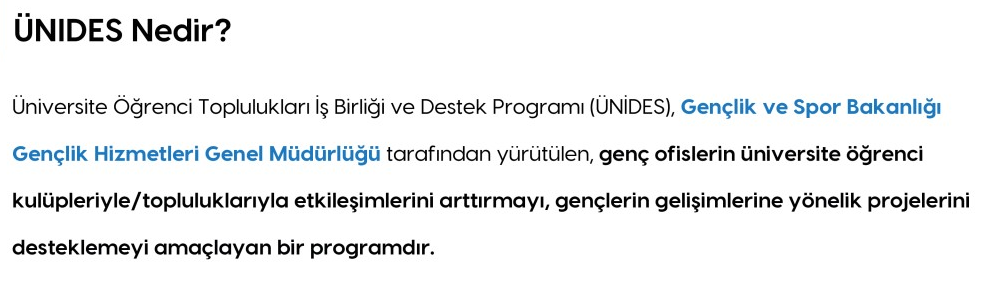 ÜNIDES Nedir?
Üniversite Öğrenci Toplulukları İş Birliği ve Destek Programı (ÜNİDES), Gençlik ve Spor Bakanlığı
Gençlik Hizmetleri Genel Müdürlüğü tarafından yürütülen, genç ofislerin üniversite öğrenci
kulüpleriyle/topluluklarıyla etkileşimlerini arttırmayı, gençlerin gelişimlerine yönelik projelerini
desteklemeyi amaçlayan bir programdır.